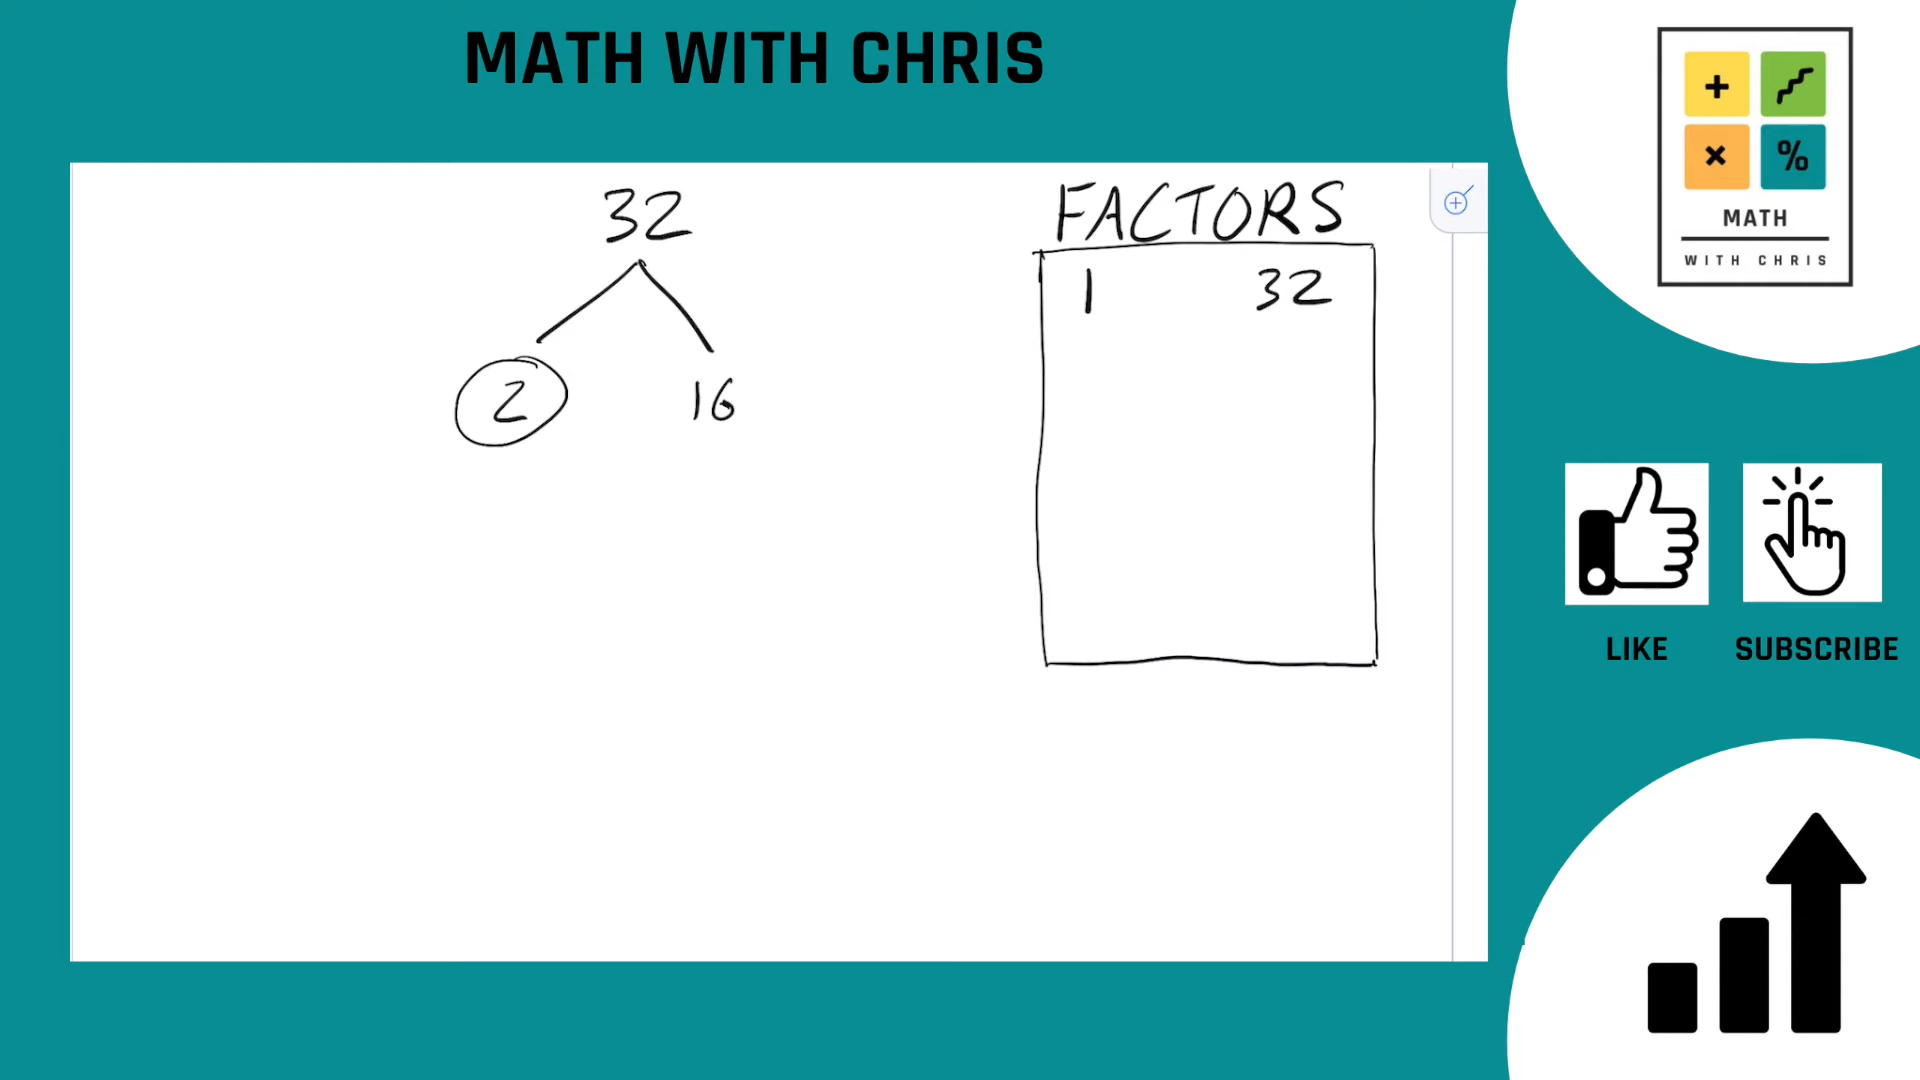 MATH WITH CHRIS
32
2 16
FACTORS
1 32
+
× %
MATH
WITH CHRIS
LIKE SUBSCRIBE